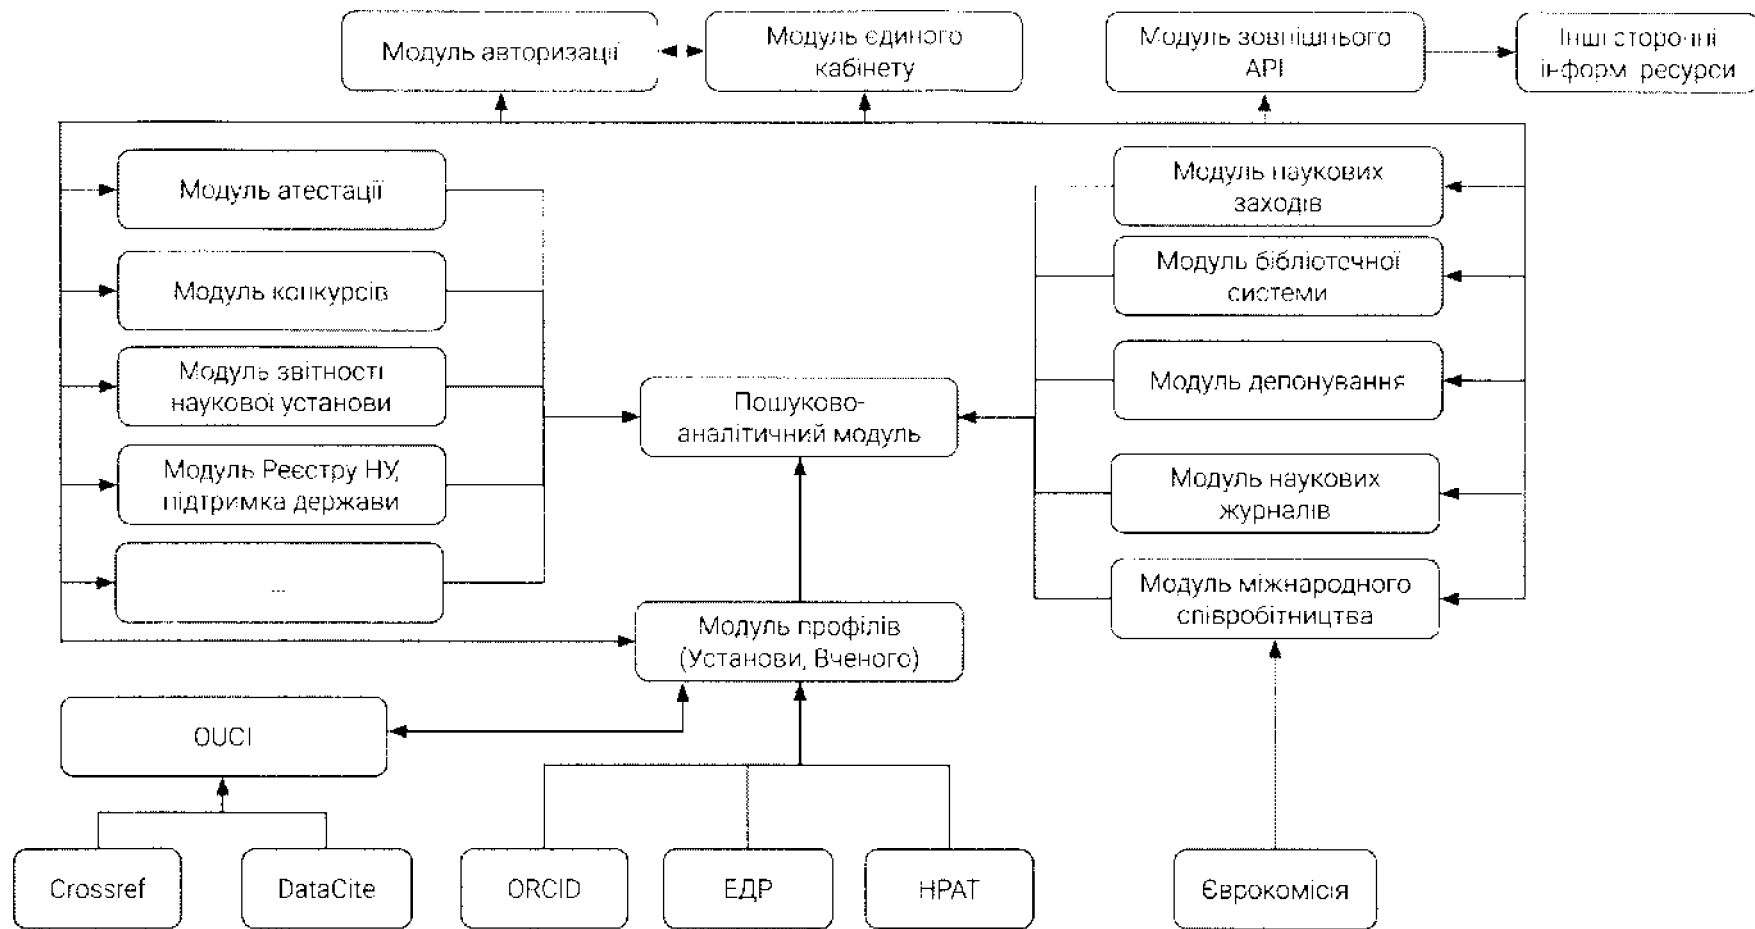 Модуль авторизації
Модуль єдиного
кабінету
Модуль зовнішнього
АРІ
Інші сторонні
інформ. ресурси
Модуль атестації
Модуль конкурсів
Модуль звітності
наукової установи
Модуль Реєстру НУ,
підтримка держави
...
Пошуково-
аналітичний модуль
Модуль профілів
(Установи, Вченого)
Модуль наукових
заходів
Модуль бібліотечної
системи
Модуль депонування
Модуль наукових
журналів
Модуль міжнародного
співробітництва
OUCI
Crossref
DataCite
ORCID
ЕДР
НРАТ
Єврокомісія